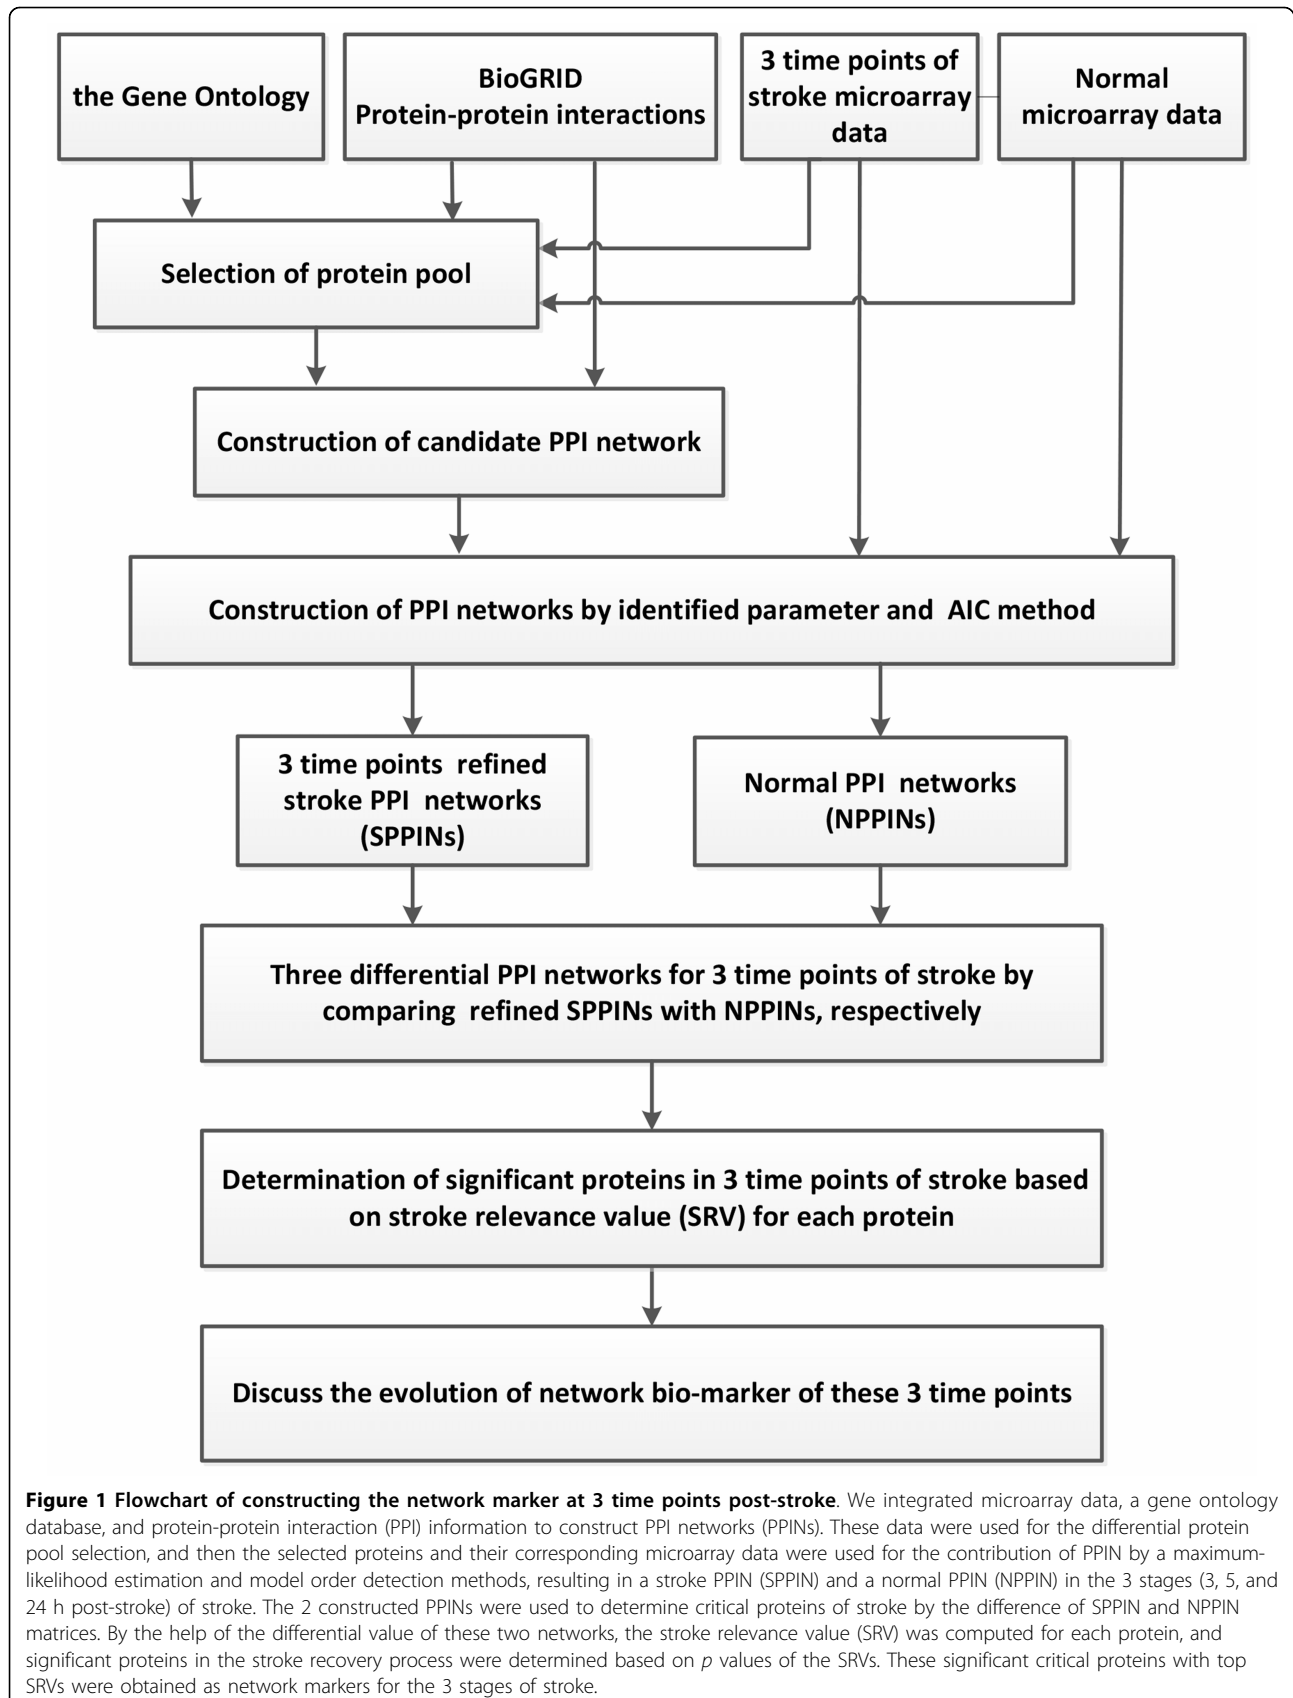 the Gene Ontology
BioGRID
Protein-protein interactions
3 time points of
stroke microarray
data
Normal
microarray data
Selection of protein pool
Construction of candidate PPI network
Construction of PPI networks by identified parameter and AIC method
3 time points refined
stroke PPI networks
(SPPINs)
Normal PPI networks
(NPPINs)
Three differential PPI networks for 3 time points of stroke by
comparing refined SPPINs with NPPINs, respectively
Determination of significant proteins in 3 time points of stroke based
on stroke relevance value (SRV) for each protein
Discuss the evolution of network bio-marker of these 3 time points
Figure 1 Flowchart of constructing the network marker at 3 time points post-stroke. We integrated microarray data, a gene ontology
database, and protein-protein interaction (PPI) information to construct PPI networks (PPINs). These data were used for the differential protein
pool selection, and then the selected proteins and their corresponding microarray data were used for the contribution of PPIN by a maximum-
likelihood estimation and model order detection methods, resulting in a stroke PPIN (SPPIN) and a normal PPIN (NPPIN) in the 3 stages (3, 5, and
24 h post-stroke) of stroke. The 2 constructed PPINs were used to determine critical proteins of stroke by the difference of SPPIN and NPPIN
matrices. By the help of the differential value of these two networks, the stroke relevance value (SRV) was computed for each protein, and
significant proteins in the stroke recovery process were determined based on p values of the SRVs. These significant critical proteins with top
SRVs were obtained as network markers for the 3 stages of stroke.